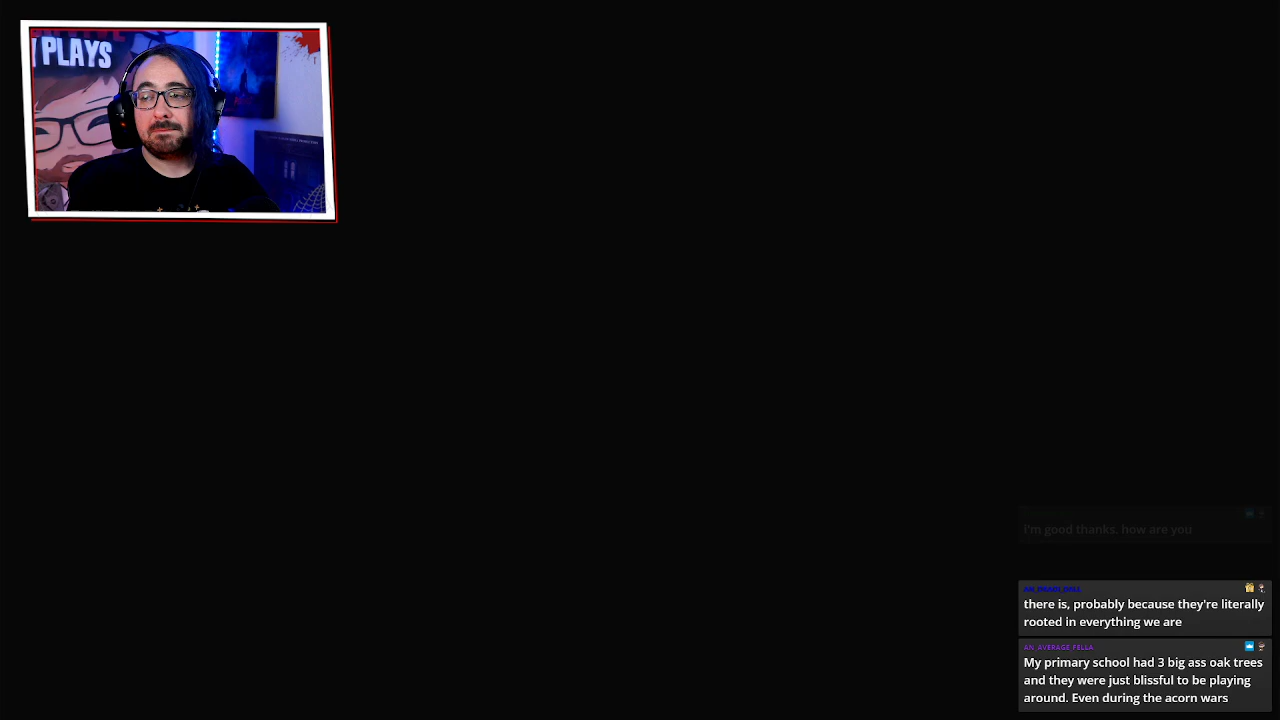 PLAYS
I'm good thanks. how are you
there is, probably because they're literally
rooted in everything we are
AN_AVERAGE_FELLA
My primary school had 3 big ass oak trees
and they were just blissful to be playing
around. Even during the acorn wars